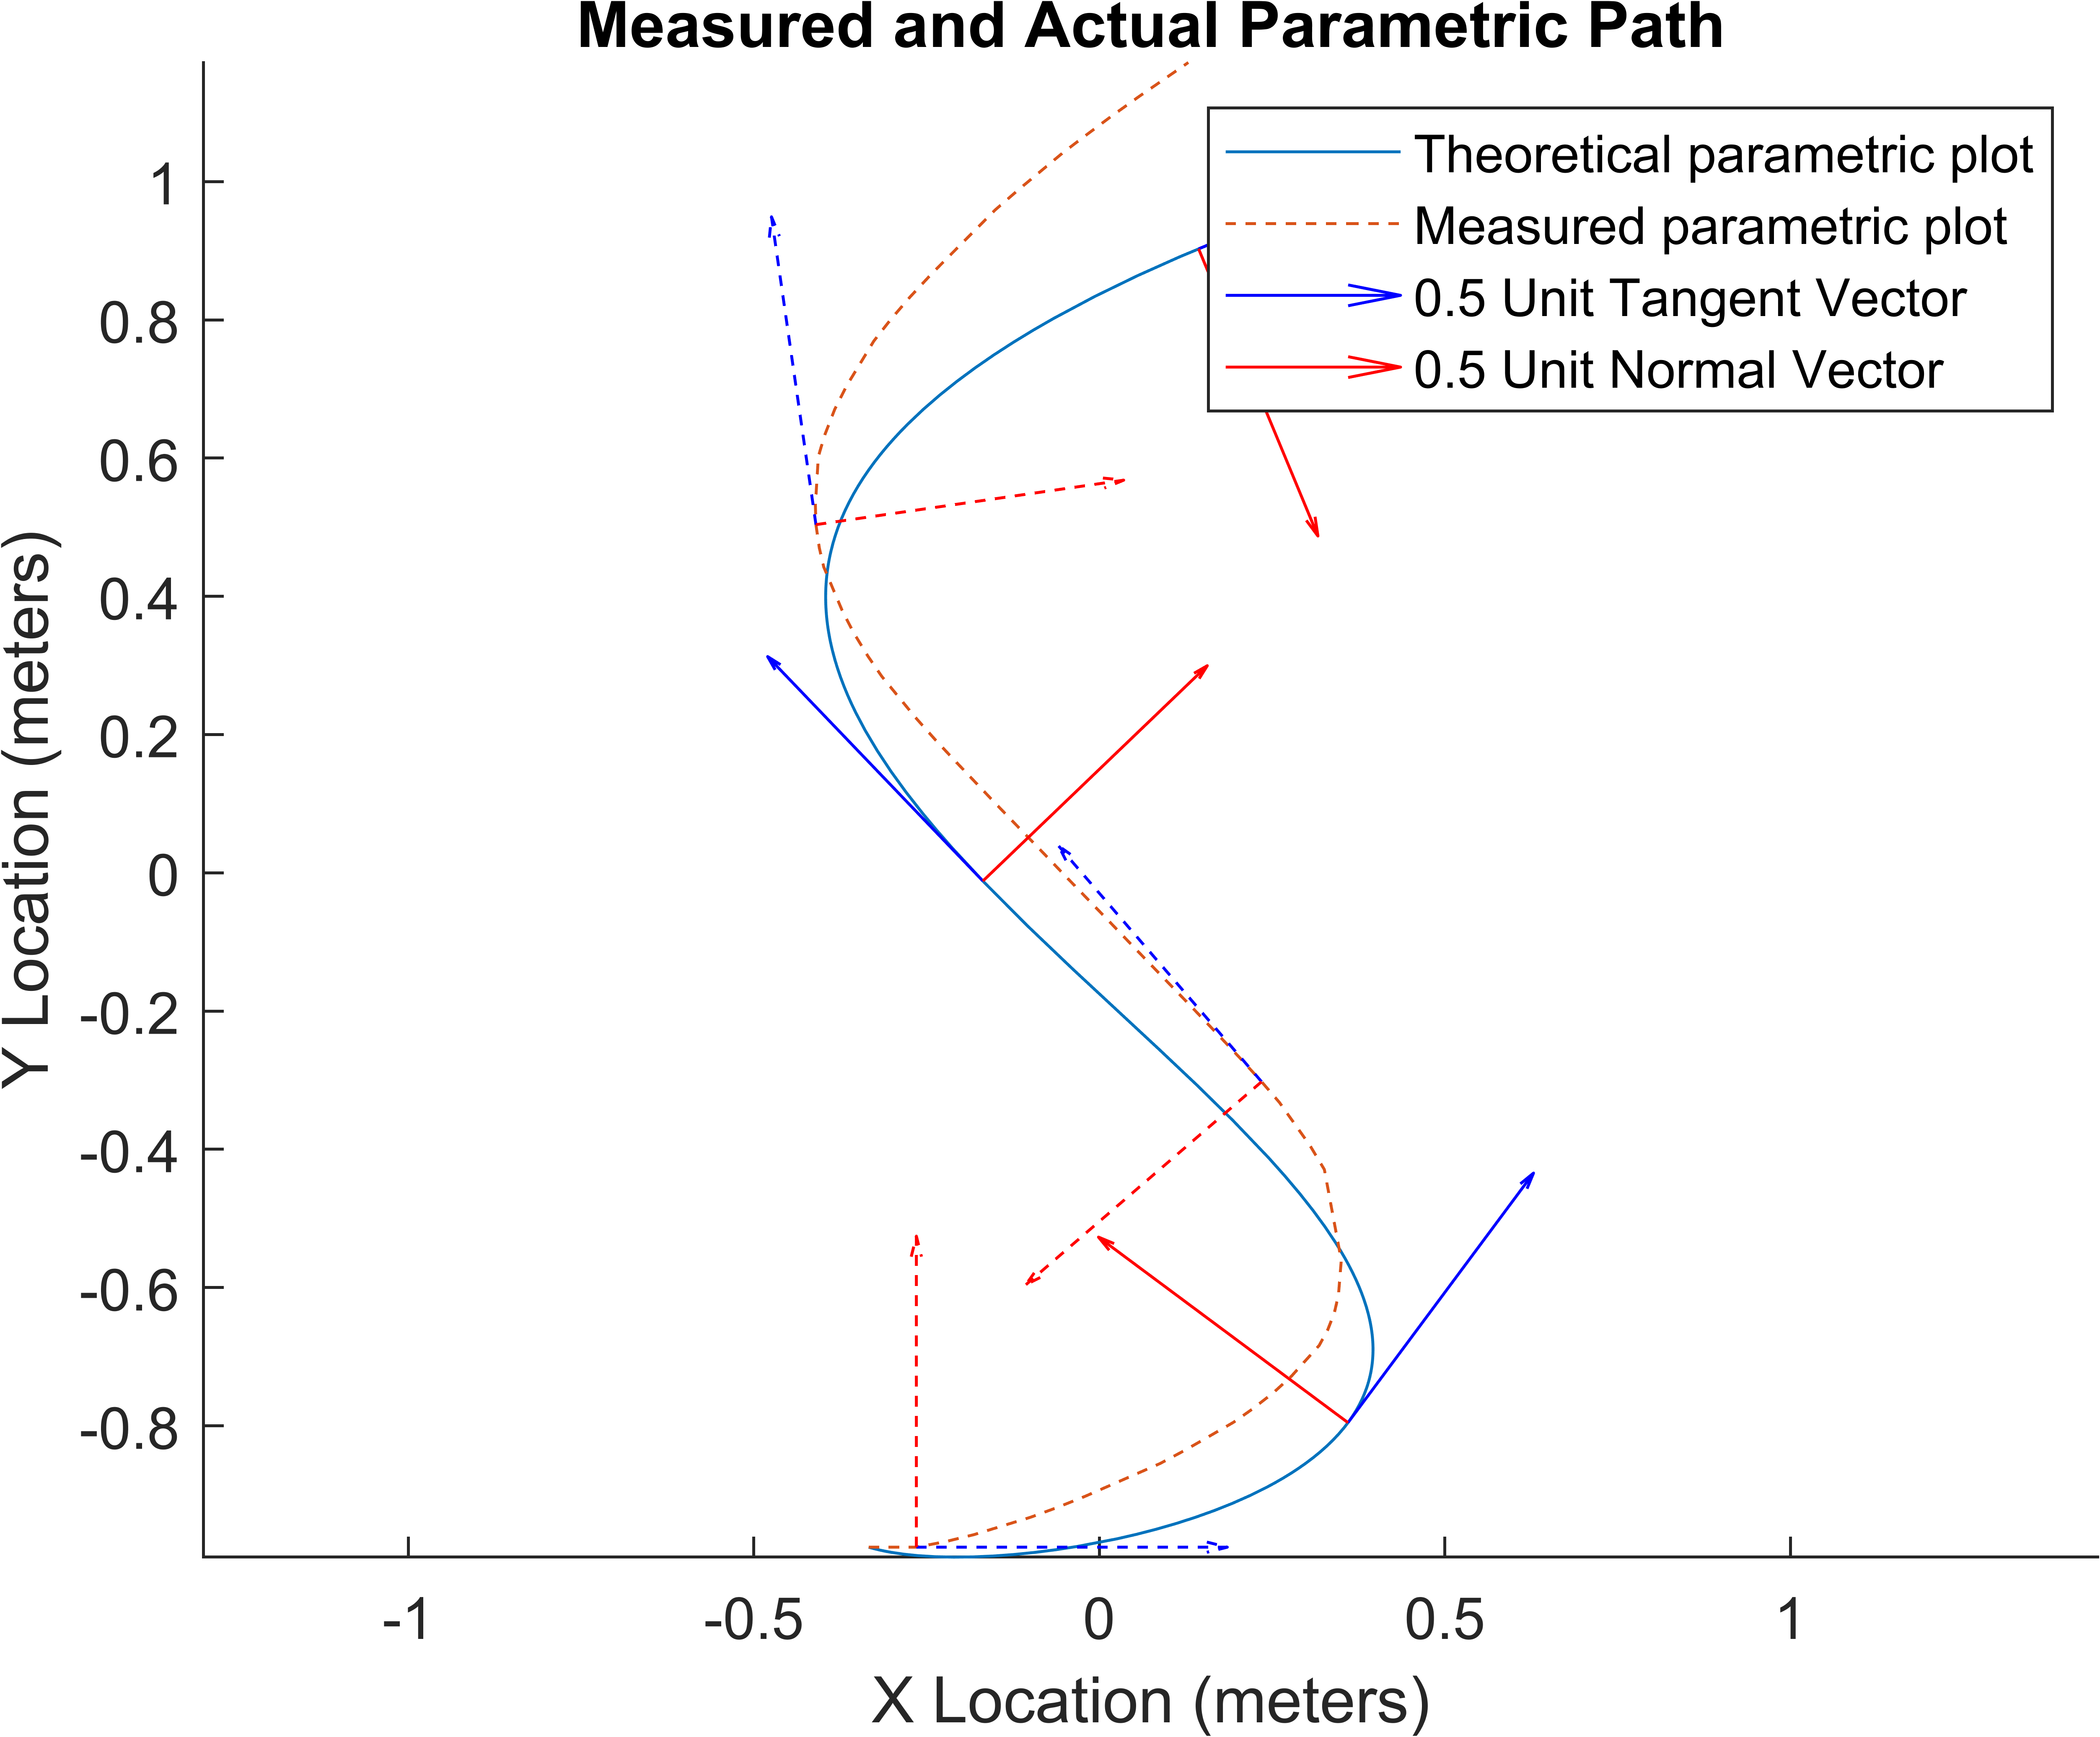 Measured and Actual Parametric Path
Theoretical parametric plot
Measured parametric plot
0.5 Unit Tangent Vector
0.5 Unit Normal Vector
Y Location (meters)
1
0.8
0.6
0.4
0.2
0
-0.2
-0.4
-0.6
-0.8
-1
-0.5
0
0.5
1
X Location (meters)